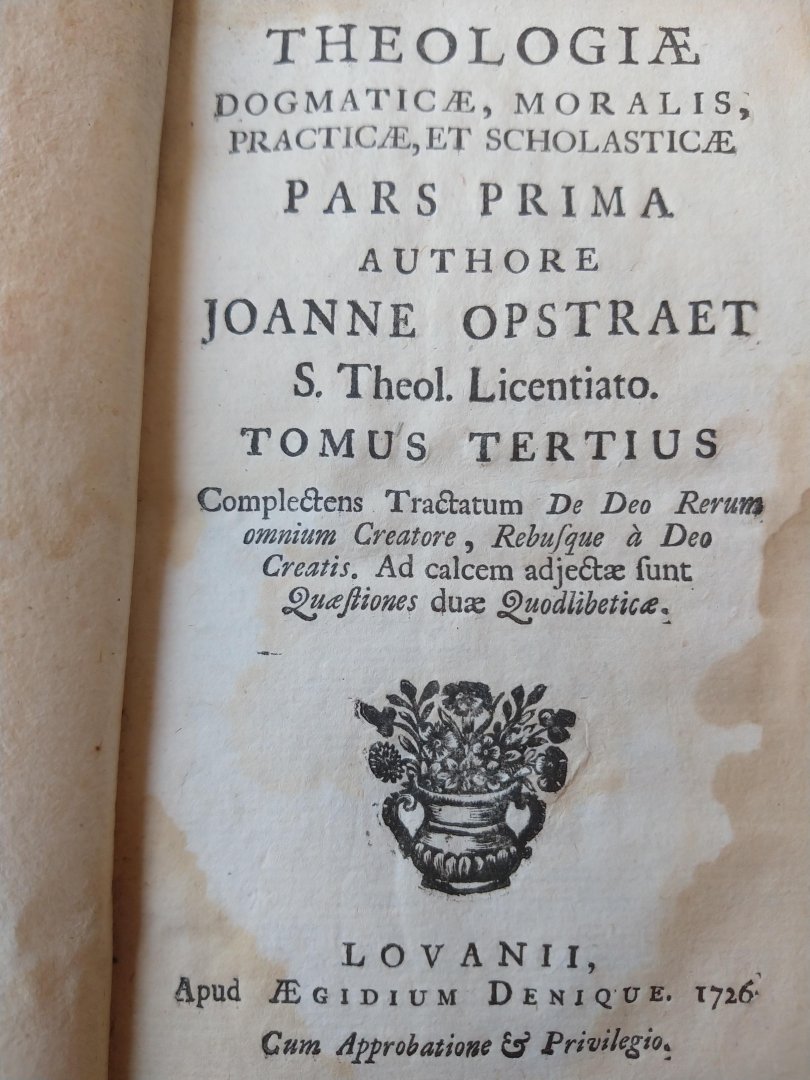 THEOLOGIÆ
DOGMATICÆ, MORALIS,
PRACTICÆ, ET SCHOLASTICÆ
PARS PRIMA
AUTHORE
JOANNE OPSTRAET
S. Theol. Licentiato.
TOMUS TERTIUS
Complectens Tractatum De Deo Rerum
omnium Creatore, Rebuſque à Deo
Creatis. Ad calcem adjectæ ſunt
Quæſtiones duæ Quodlibeticæ.
LOVANII,
Apud ÆGIDIUM DENIQUE. 1726.
Cum Approbatione & Privilegio.